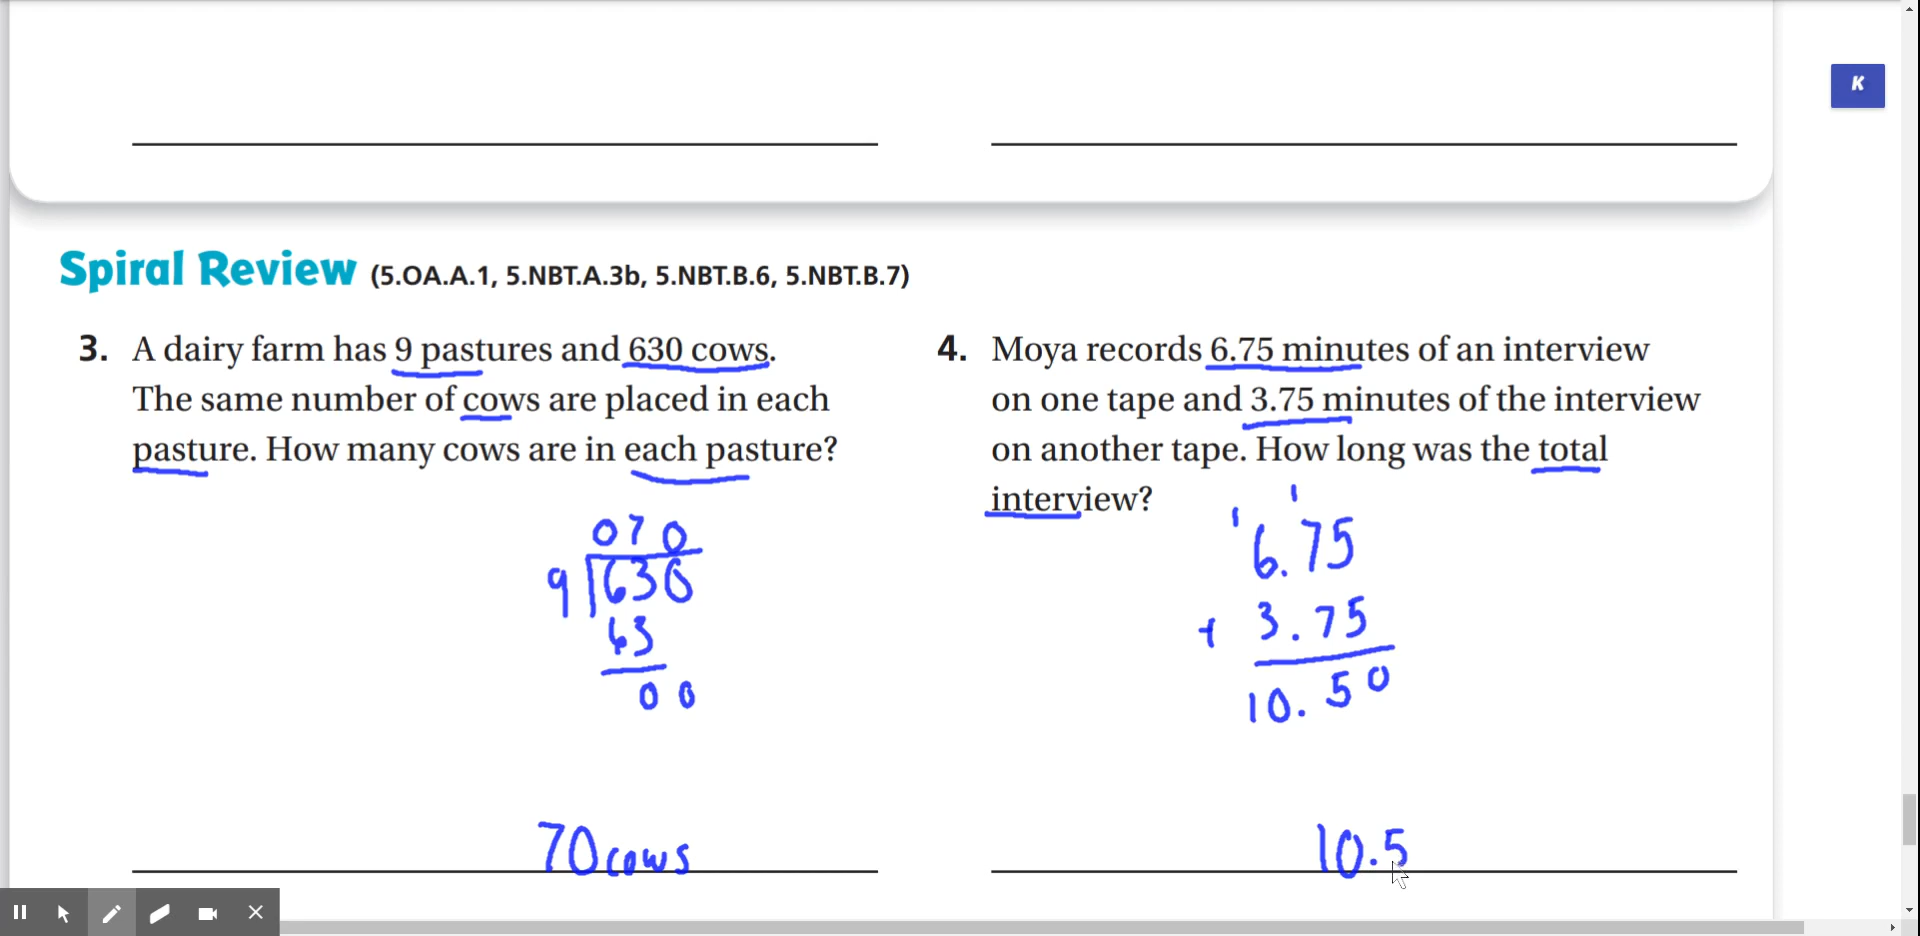 K
Spiral Review (5.OA.A.1, 5.NBT.A.3b, 5.NBT.B.6, 5.NBT.B.7)
3. A dairy farm has 9 pastures and 630 cows.
The same number of cows are placed in each
pasture. How many cows are in each pasture?
070
9 630
63
00
70 cows
4. Moya records 6.75 minutes of an interview
on one tape and 3.75 minutes of the interview
on another tape. How long was the total
interview?
1 1
6.75
+ 3.75
10.50
10.5